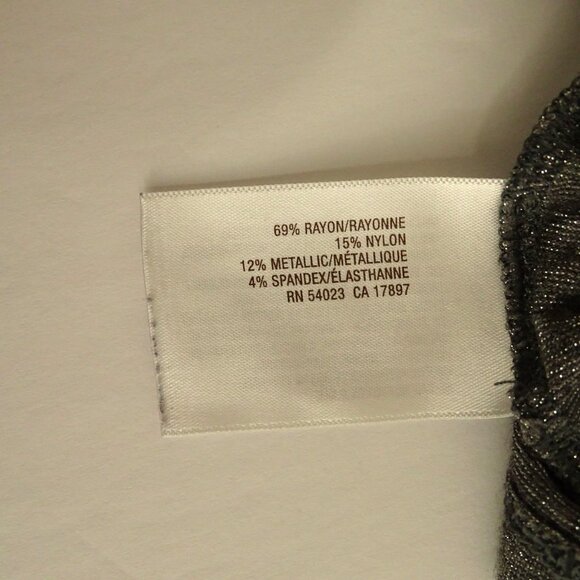 69% RAYON/RAYONNE
15% NYLON
12% METALLIC/MÉTALLIQUE
4% SPANDEX/ÉLASTHANNE
RN 54023 CA 17897